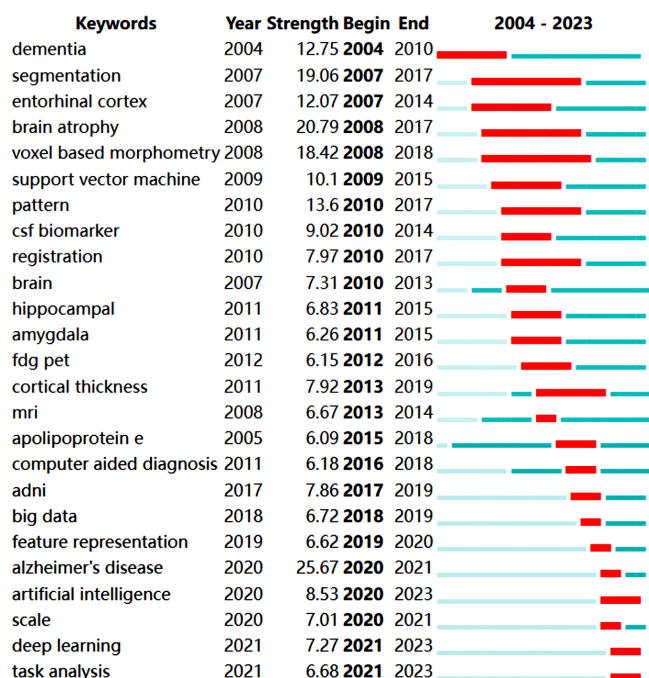 Keywords Year Strength Begin End 2004 - 2023
dementia 2004 12.75 2004 2010
segmentation 2007 19.06 2007 2017
entorhinal cortex 2007 12.07 2007 2014
brain atrophy 2008 20.79 2008 2017
voxel based morphometry 2008 18.42 2008 2018
support vector machine 2009 10.1 2009 2015
pattern 2010 13.6 2010 2017
csf biomarker 2010 9.02 2010 2014
registration 2010 7.97 2010 2017
brain 2007 7.31 2010 2013
hippocampal 2011 6.83 2011 2015
amygdala 2011 6.26 2011 2015
fdg pet 2012 6.15 2012 2016
cortical thickness 2011 7.92 2013 2019
mri 2008 6.67 2013 2014
apolipoprotein e 2005 6.09 2015 2018
computer aided diagnosis 2011 6.18 2016 2018
adni 2017 7.86 2017 2019
big data 2018 6.72 2018 2019
feature representation 2019 6.62 2019 2020
alzheimer's disease 2020 25.67 2020 2021
artificial intelligence 2020 8.53 2020 2023
scale 2020 7.01 2020 2021
deep learning 2021 7.27 2021 2023
task analysis 2021 6.68 2021 2023